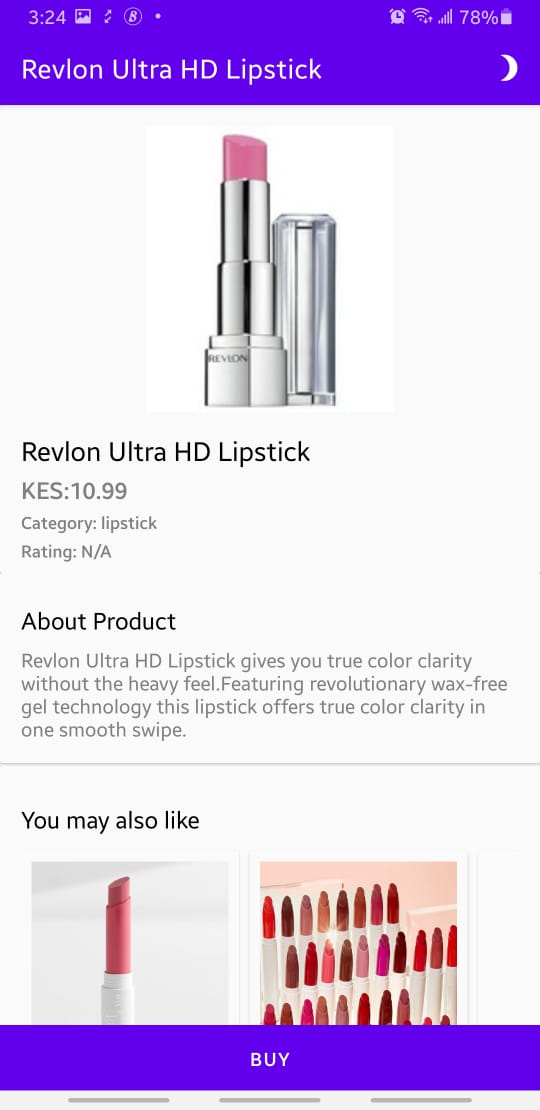 3:24 78%
Revlon Ultra HD Lipstick
REVLON
Revlon Ultra HD Lipstick
KES:10.99
Category: lipstick
Rating: N/A
About Product
Revlon Ultra HD Lipstick gives you true color clarity
without the heavy feel.Featuring revolutionary wax-free
gel technology this lipstick offers true color clarity in
one smooth swipe.
You may also like
BUY